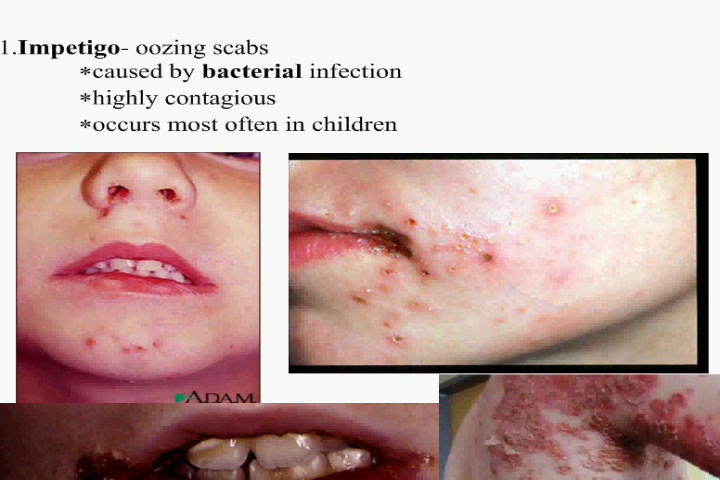 1.Impetigo- oozing scabs
*caused by bacterial infection
*highly contagious
*occurs most often in children
ADAM